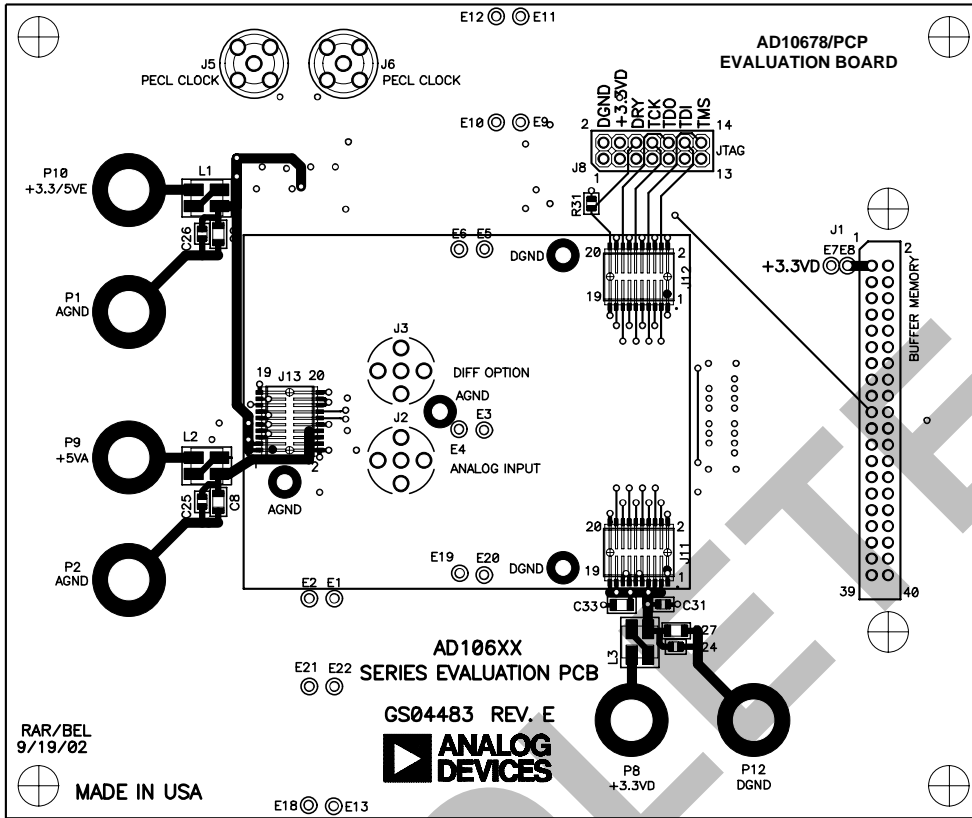 E12 E11
AD10678/PCP
EVALUATION BOARD
J5
PECL CLOCK
J6
PECL CLOCK
E10 E9
DGND
+3.3VD
DRY
TCK
TDO
TDI
TMS
2 14
JTAG
J8
1 13
P10
+3.3/5VE
L1
R31
C26
E6 E5
DGND
20 2
J12
19 1
J1
1 2
E7E8
+3.3VD
BUFFER MEMORY
P1
AGND
J3
DIFF OPTION
AGND
19 J13 20
J2
E3
E4
ANALOG INPUT
P9
+5VA
L2
2
C25
C8
AGND
20 2
J11
19 1
E19 E20
DGND
P2
AGND
E2 E1
C33 C31
39 40
27
24
L3
AD106XX
SERIES EVALUATION PCB
E21 E22
GS04483 REV. E
RAR/BEL
9/19/02
ANALOG
DEVICES
P8
+3.3VD
P12
DGND
MADE IN USA
E18 E13
OLETE